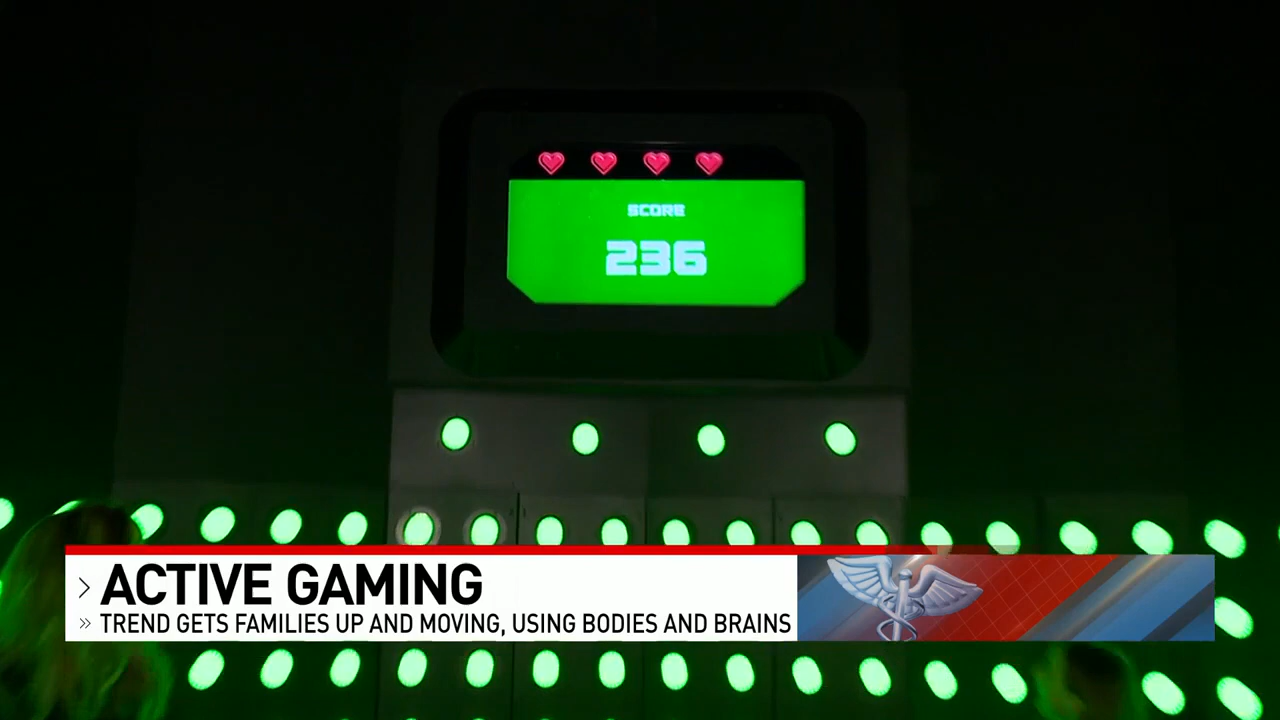 SCORE
236
ACTIVE GAMING
TREND GETS FAMILIES UP AND MOVING, USING BODIES AND BRAINS